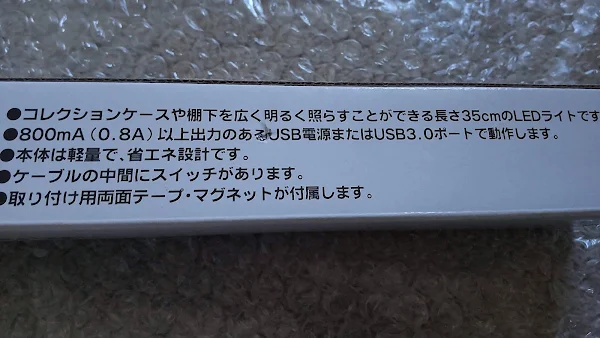 ●コレクションケースや棚下を広く明るく照らすことができる長さ35cmのLEDライトです
●800mA(0.8A)以上出力のあるUSB電源またはUSB3.0ポートで動作します。
●本体は軽量で、省エネ設計です。
●ケーブルの中間にスイッチがあります。
●取り付け用両面テープ・マグネットが付属します。